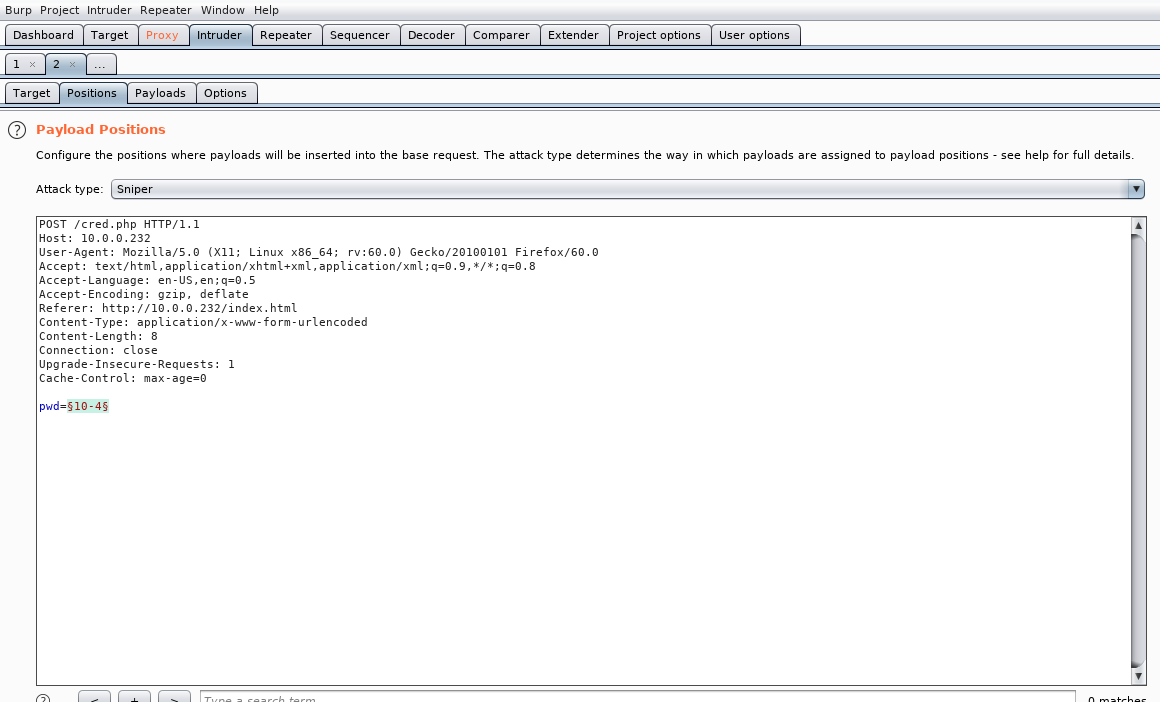 Burp Project Intruder Repeater Window Help
Dashboard Target Proxy Intruder Repeater Sequencer Decoder Comparer Extender Project options User options
1 × 2 × ...
Target Positions Payloads Options
? Payload Positions
Configure the positions where payloads will be inserted into the base request. The attack type determines the way in which payloads are assigned to payload positions - see help for full details.
Attack type: Sniper
POST /cred.php HTTP/1.1
Host: 10.0.0.232
User-Agent: Mozilla/5.0 (X11; Linux x86_64; rv:60.0) Gecko/20100101 Firefox/60.0
Accept: text/html,application/xhtml+xml,application/xml;q=0.9,*/*;q=0.8
Accept-Language: en-US,en;q=0.5
Accept-Encoding: gzip, deflate
Referer: http://10.0.0.232/index.html
Content-Type: application/x-www-form-urlencoded
Content-Length: 8
Connection: close
Upgrade-Insecure-Requests: 1
Cache-Control: max-age=0
pwd=§10-4§
? < + > Type a search term 0 matches